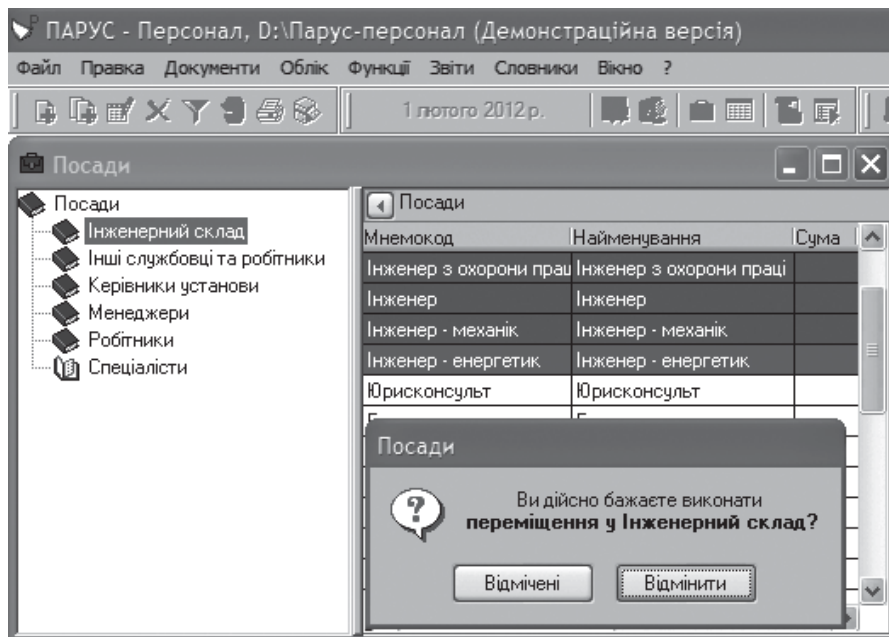 ПАРУС - Персонал, D:\Парус-персонал (Демонстраційна версія)
Файл Правка Документи Облік Функції Звіти Словники Вікно ?
1 лютого 2012 р.
Посади
Посади
Інженерний склад
Інші службовці та робітники
Керівники установи
Менеджери
Робітники
Спеціалісти
Посади
Мнемокод Найменування Сума
Інженер з охорони прац Інженер з охорони праці
Інженер Інженер
Інженер - механік Інженер - механік
Інженер - енергетик Інженер - енергетик
Юрисконсульт Юрисконсульт
Посади
Ви дійсно бажаєте виконати
переміщення у Інженерний склад?
Відмічені Відмінити